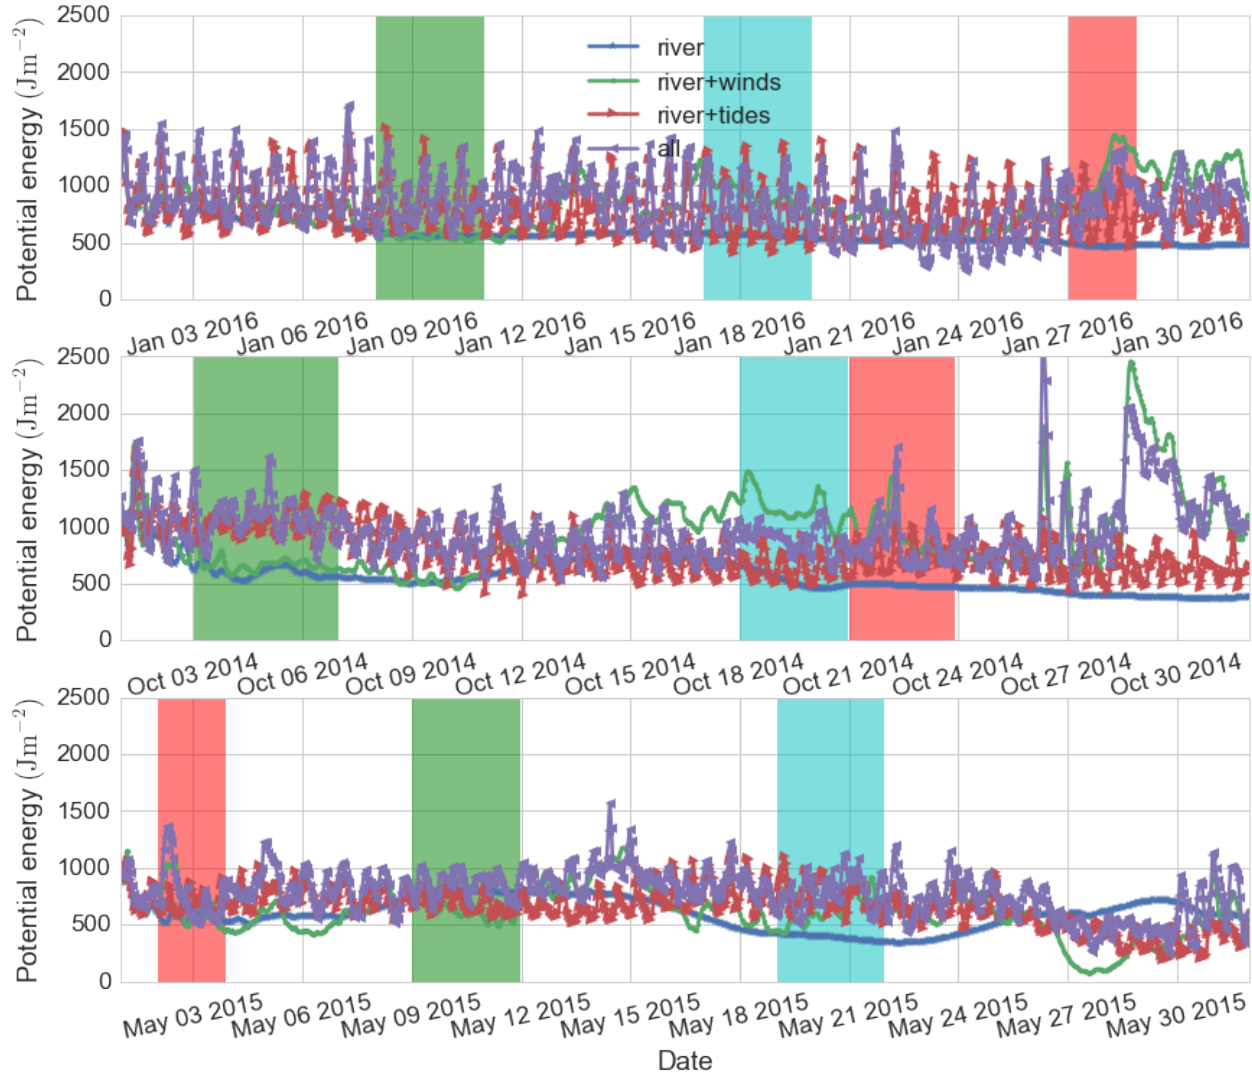 2500
2000
1500
1000
500
0
Potential energy (Jm⁻²)
river
river+winds
river+tides
all
Jan 03 2016
Jan 06 2016
Jan 09 2016
Jan 12 2016
Jan 15 2016
Jan 18 2016
Jan 21 2016
Jan 24 2016
Jan 27 2016
Jan 30 2016
2500
2000
1500
1000
500
0
Potential energy (Jm⁻²)
Oct 03 2014
Oct 06 2014
Oct 09 2014
Oct 12 2014
Oct 15 2014
Oct 18 2014
Oct 21 2014
Oct 24 2014
Oct 27 2014
Oct 30 2014
2500
2000
1500
1000
500
0
Potential energy (Jm⁻²)
May 03 2015
May 06 2015
May 09 2015
May 12 2015
May 15 2015
May 18 2015
May 21 2015
May 24 2015
May 27 2015
May 30 2015
Date